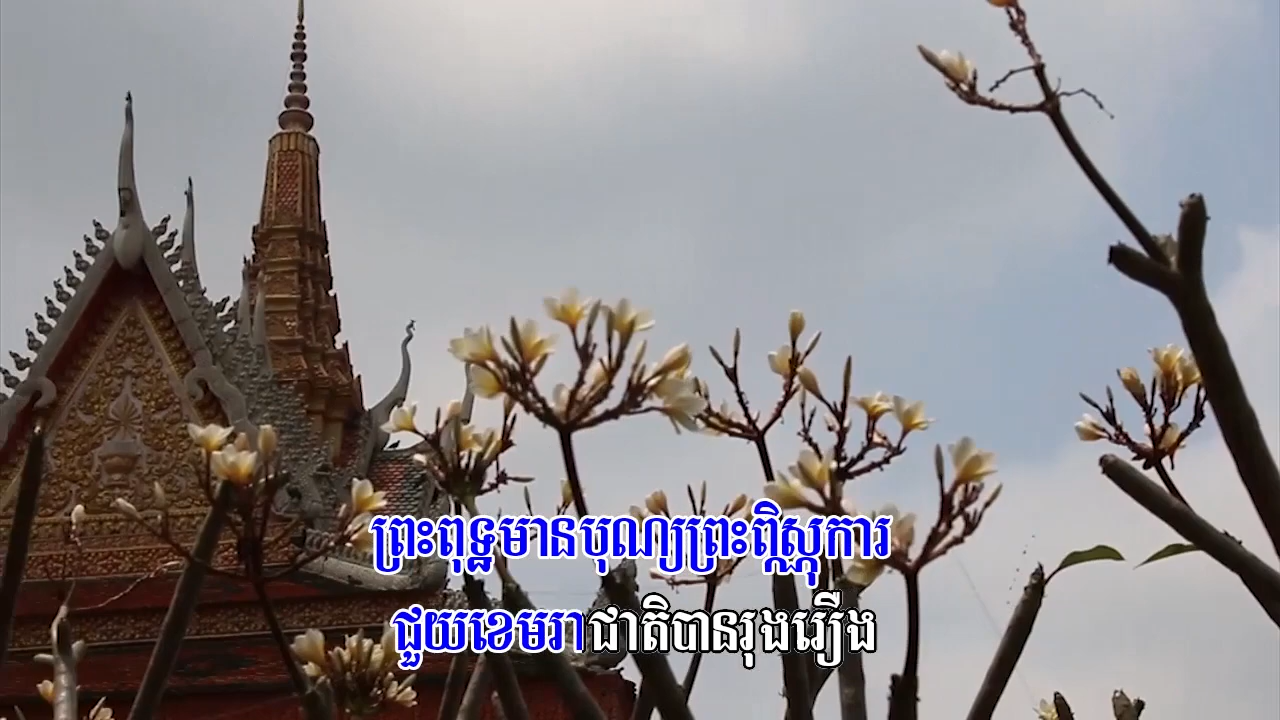 ព្រះពុទ្ធមានបុណ្យព្រះពិស្ណុការ
ជួយខេមរាជាតិបានរុងរឿង